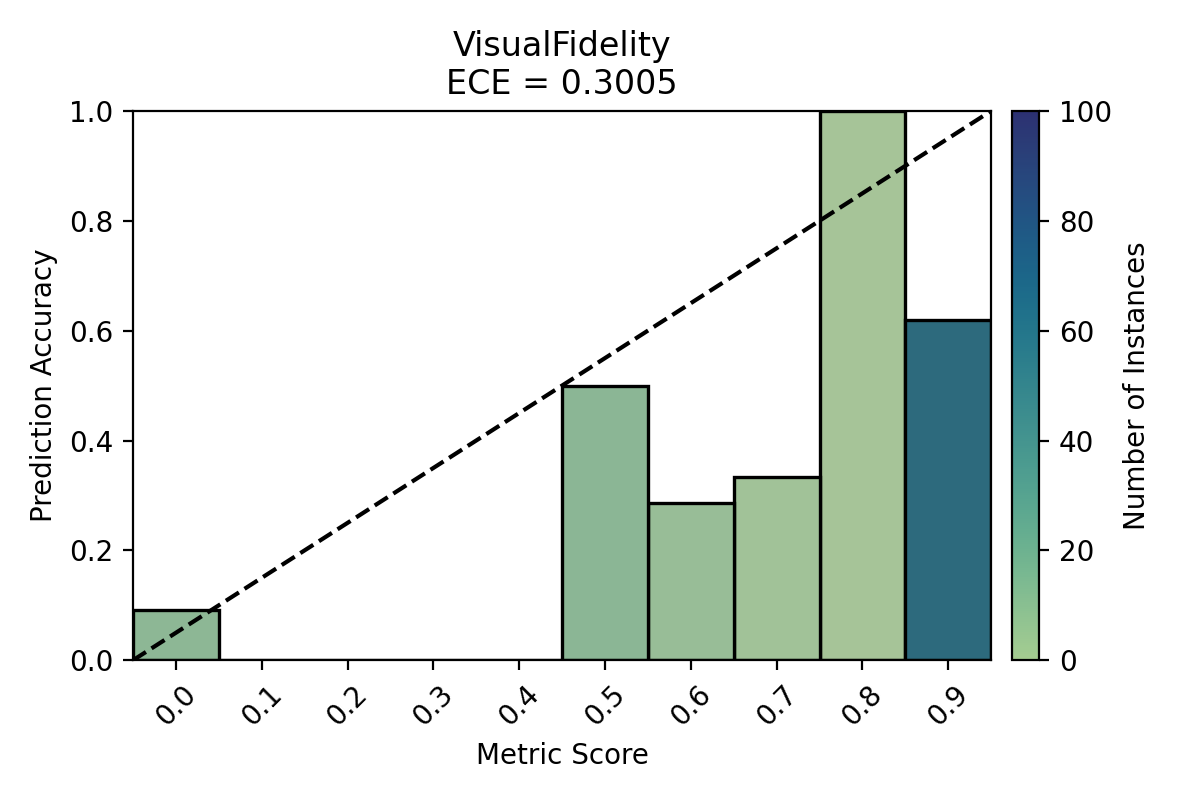 VisualFidelity
ECE = 0.3005
Prediction Accuracy
1.0
0.8
0.6
0.4
0.2
0.0
0.0 0.1 0.2 0.3 0.4 0.5 0.6 0.7 0.8 0.9
Metric Score
100
80
60
40
20
0
Number of Instances